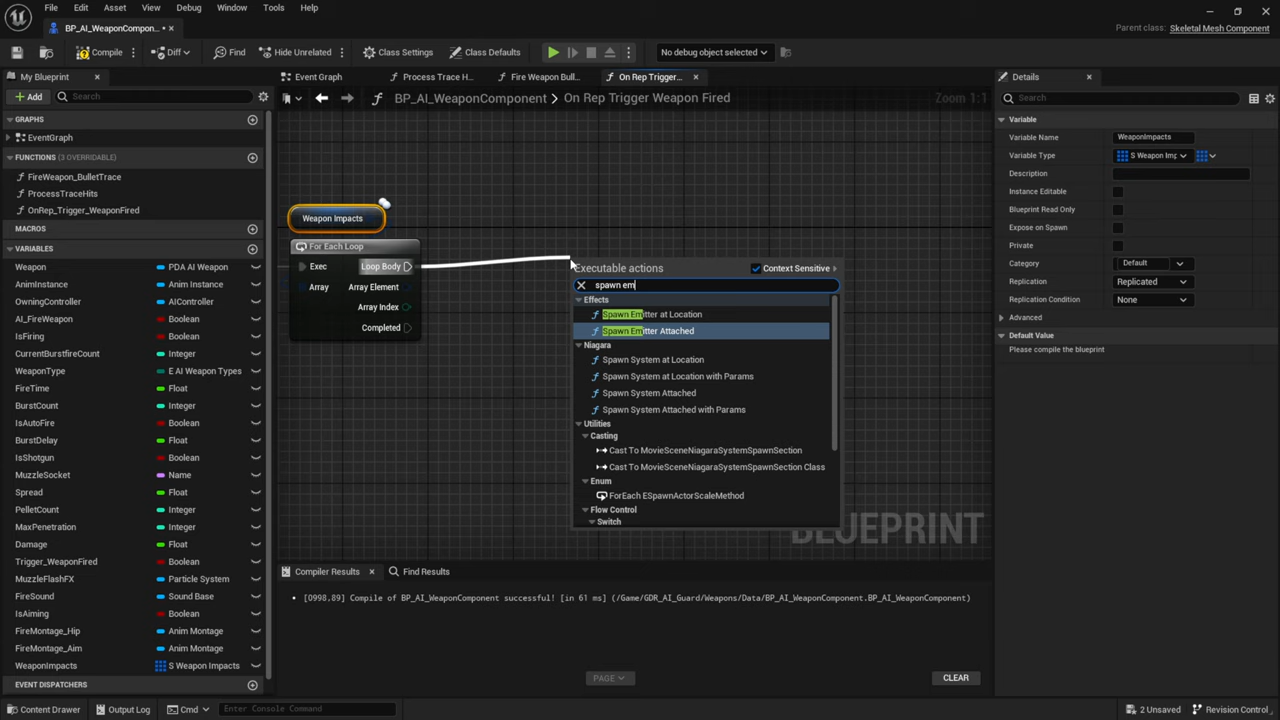 File Edit Asset View Debug Window Tools Help
BP_AI_WeaponCompon... •
Parent class: Skeletal Mesh Component
Compile Diff Find Hide Unrelated Class Settings Class Defaults No debug object selected
My Blueprint
Event Graph Process Trace H... Fire Weapon Bull... On Rep Trigger...
Details
Add Search
BP_AI_WeaponComponent > On Rep Trigger Weapon Fired Zoom 1:1
Search
GRAPHS
EventGraph
FUNCTIONS (3 OVERRIDABLE)
FireWeapon_BulletTrace
ProcessTraceHits
OnRep_Trigger_WeaponFired
MACROS
VARIABLES
Weapon PDA AI Weapon
AnimInstance Anim Instance
OwningController AIController
AI_FireWeapon Boolean
IsFiring Boolean
CurrentBurstfireCount Integer
WeaponType E AI Weapon Types
FireTime Float
BurstCount Integer
IsAutoFire Boolean
BurstDelay Float
IsShotgun Boolean
MuzzleSocket Name
Spread Float
PelletCount Integer
MaxPenetration Integer
Damage Float
Trigger_WeaponFired Boolean
MuzzleFlashFX Particle System
FireSound Sound Base
IsAiming Boolean
FireMontage_Hip Anim Montage
FireMontage_Aim Anim Montage
WeaponImpacts S Weapon Impacts
EVENT DISPATCHERS
Weapon Impacts
For Each Loop
Exec Loop Body
Array Array Element
Array Index
Completed
Executable actions Context Sensitive
spawn em
Effects
Spawn Emitter at Location
Spawn Emitter Attached
Niagara
Spawn System at Location
Spawn System at Location with Params
Spawn System Attached
Spawn System Attached with Params
Utilities
Casting
Cast To MovieSceneNiagaraSystemSpawnSection
Cast To MovieSceneNiagaraSystemSpawnSection Class
Enum
ForEach ESpawnActorScaleMethod
Flow Control
Switch
BLUEPRINT
Variable
Variable Name WeaponImpacts
Variable Type S Weapon Imp
Description
Instance Editable
Blueprint Read Only
Expose on Spawn
Private
Category Default
Replication Replicated
Replication Condition None
Advanced
Default Value
Please compile the blueprint
Compiler Results Find Results
• [0998.89] Compile of BP_AI_WeaponComponent successful! [in 61 ms] (/Game/GDR_AI_Guard/Weapons/Data/BP_AI_WeaponComponent.BP_AI_WeaponComponent)
PAGE CLEAR
Content Drawer Output Log Cmd Enter Console Command 2 Unsaved Revision Control